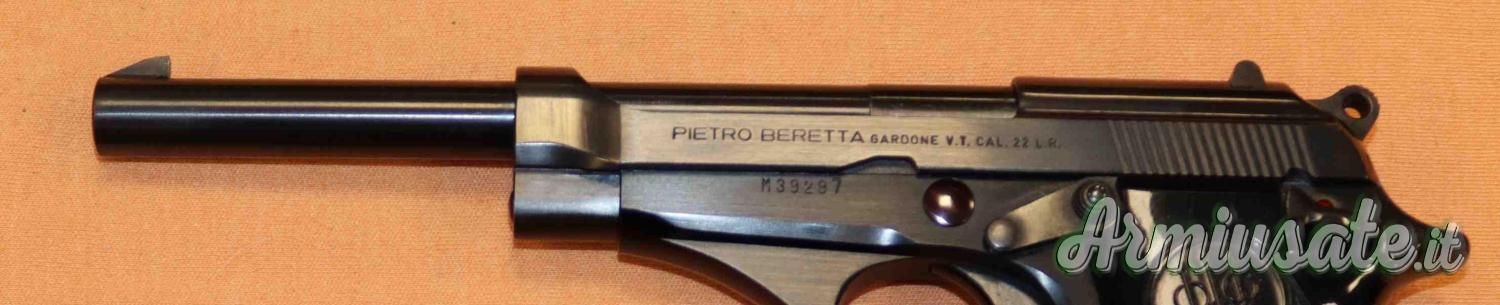 PIETRO BERETTA GARDONE V.T. CAL. 22 L.R.
M39297
Armiusate.it